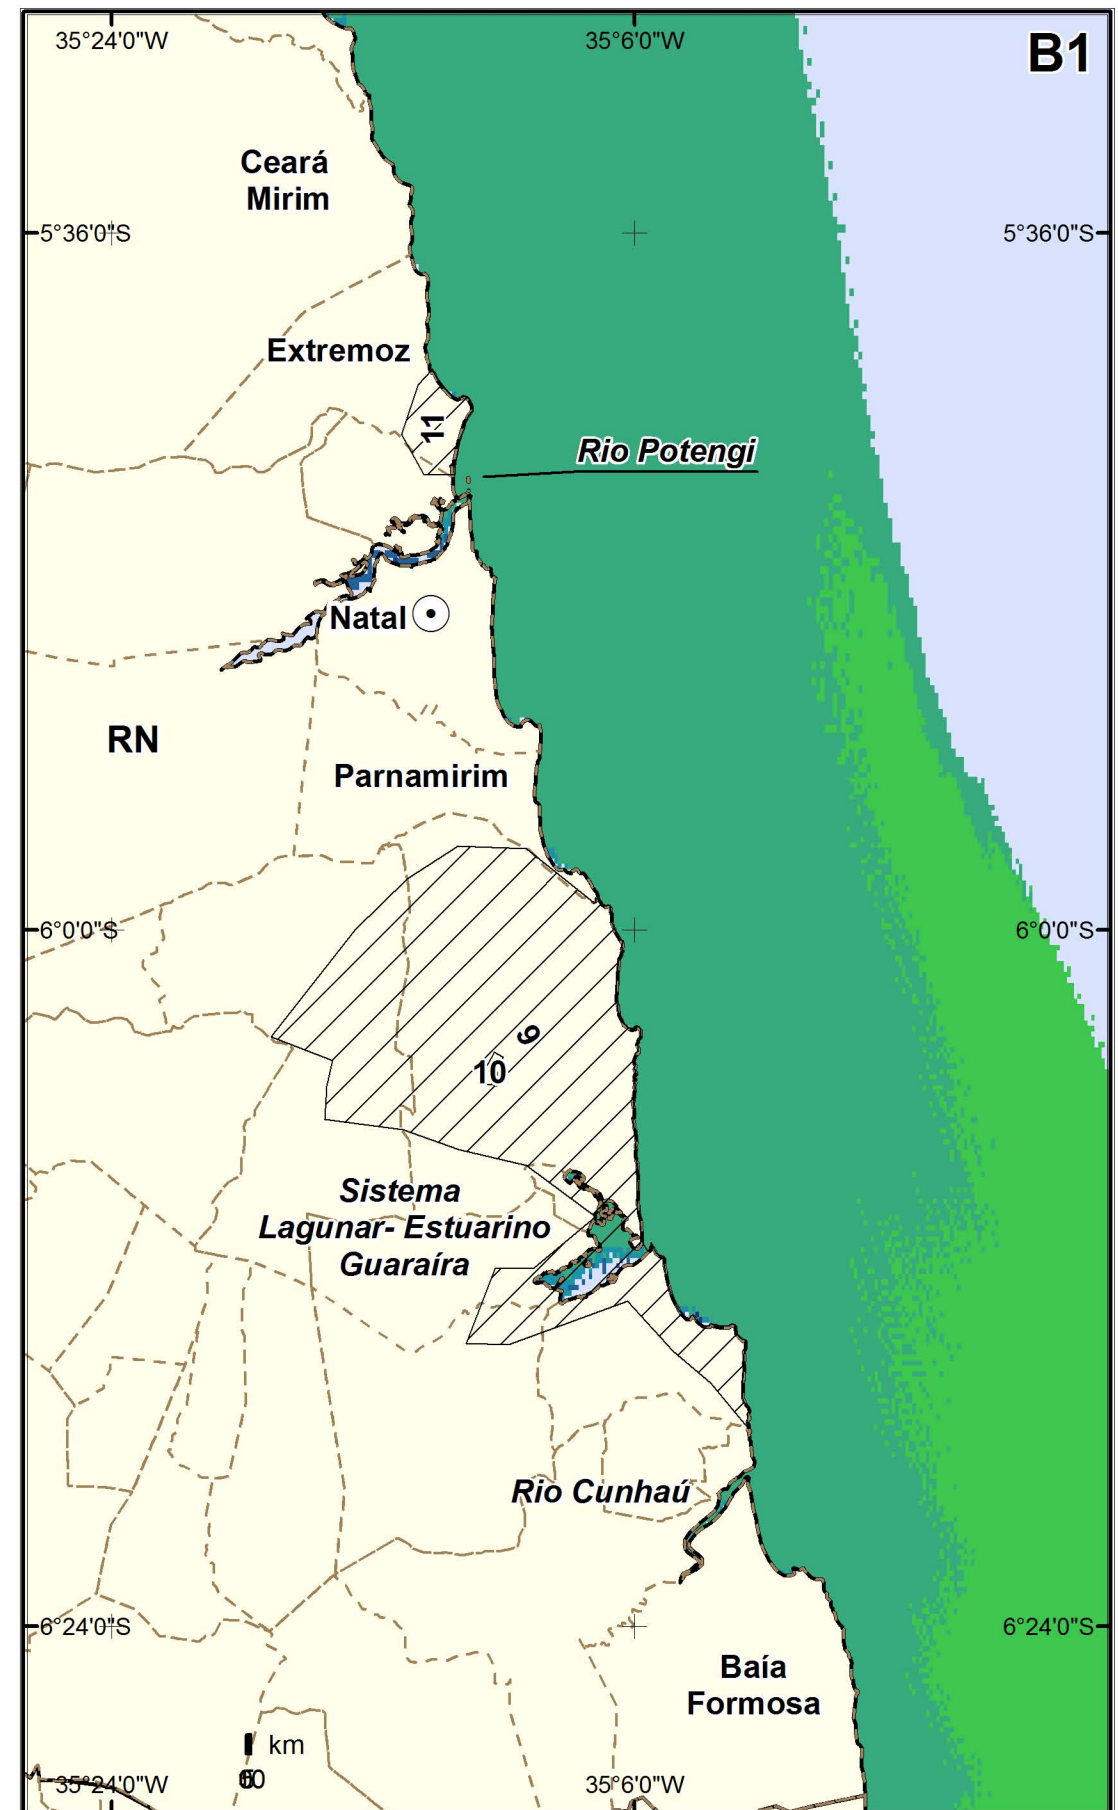 35°24'0"W
35°6'0"W
B1
Ceará
Mirim
5°36'0"S
5°36'0"S
Extremoz
11
Rio Potengi
Natal
RN
Parnamirim
6°0'0"S
6°0'0"S
9
10
Sistema
Lagunar- Estuarino
Guaraíra
Rio Cunhaú
6°24'0"S
6°24'0"S
Baía
Formosa
km
35°24'0"W
35°6'0"W